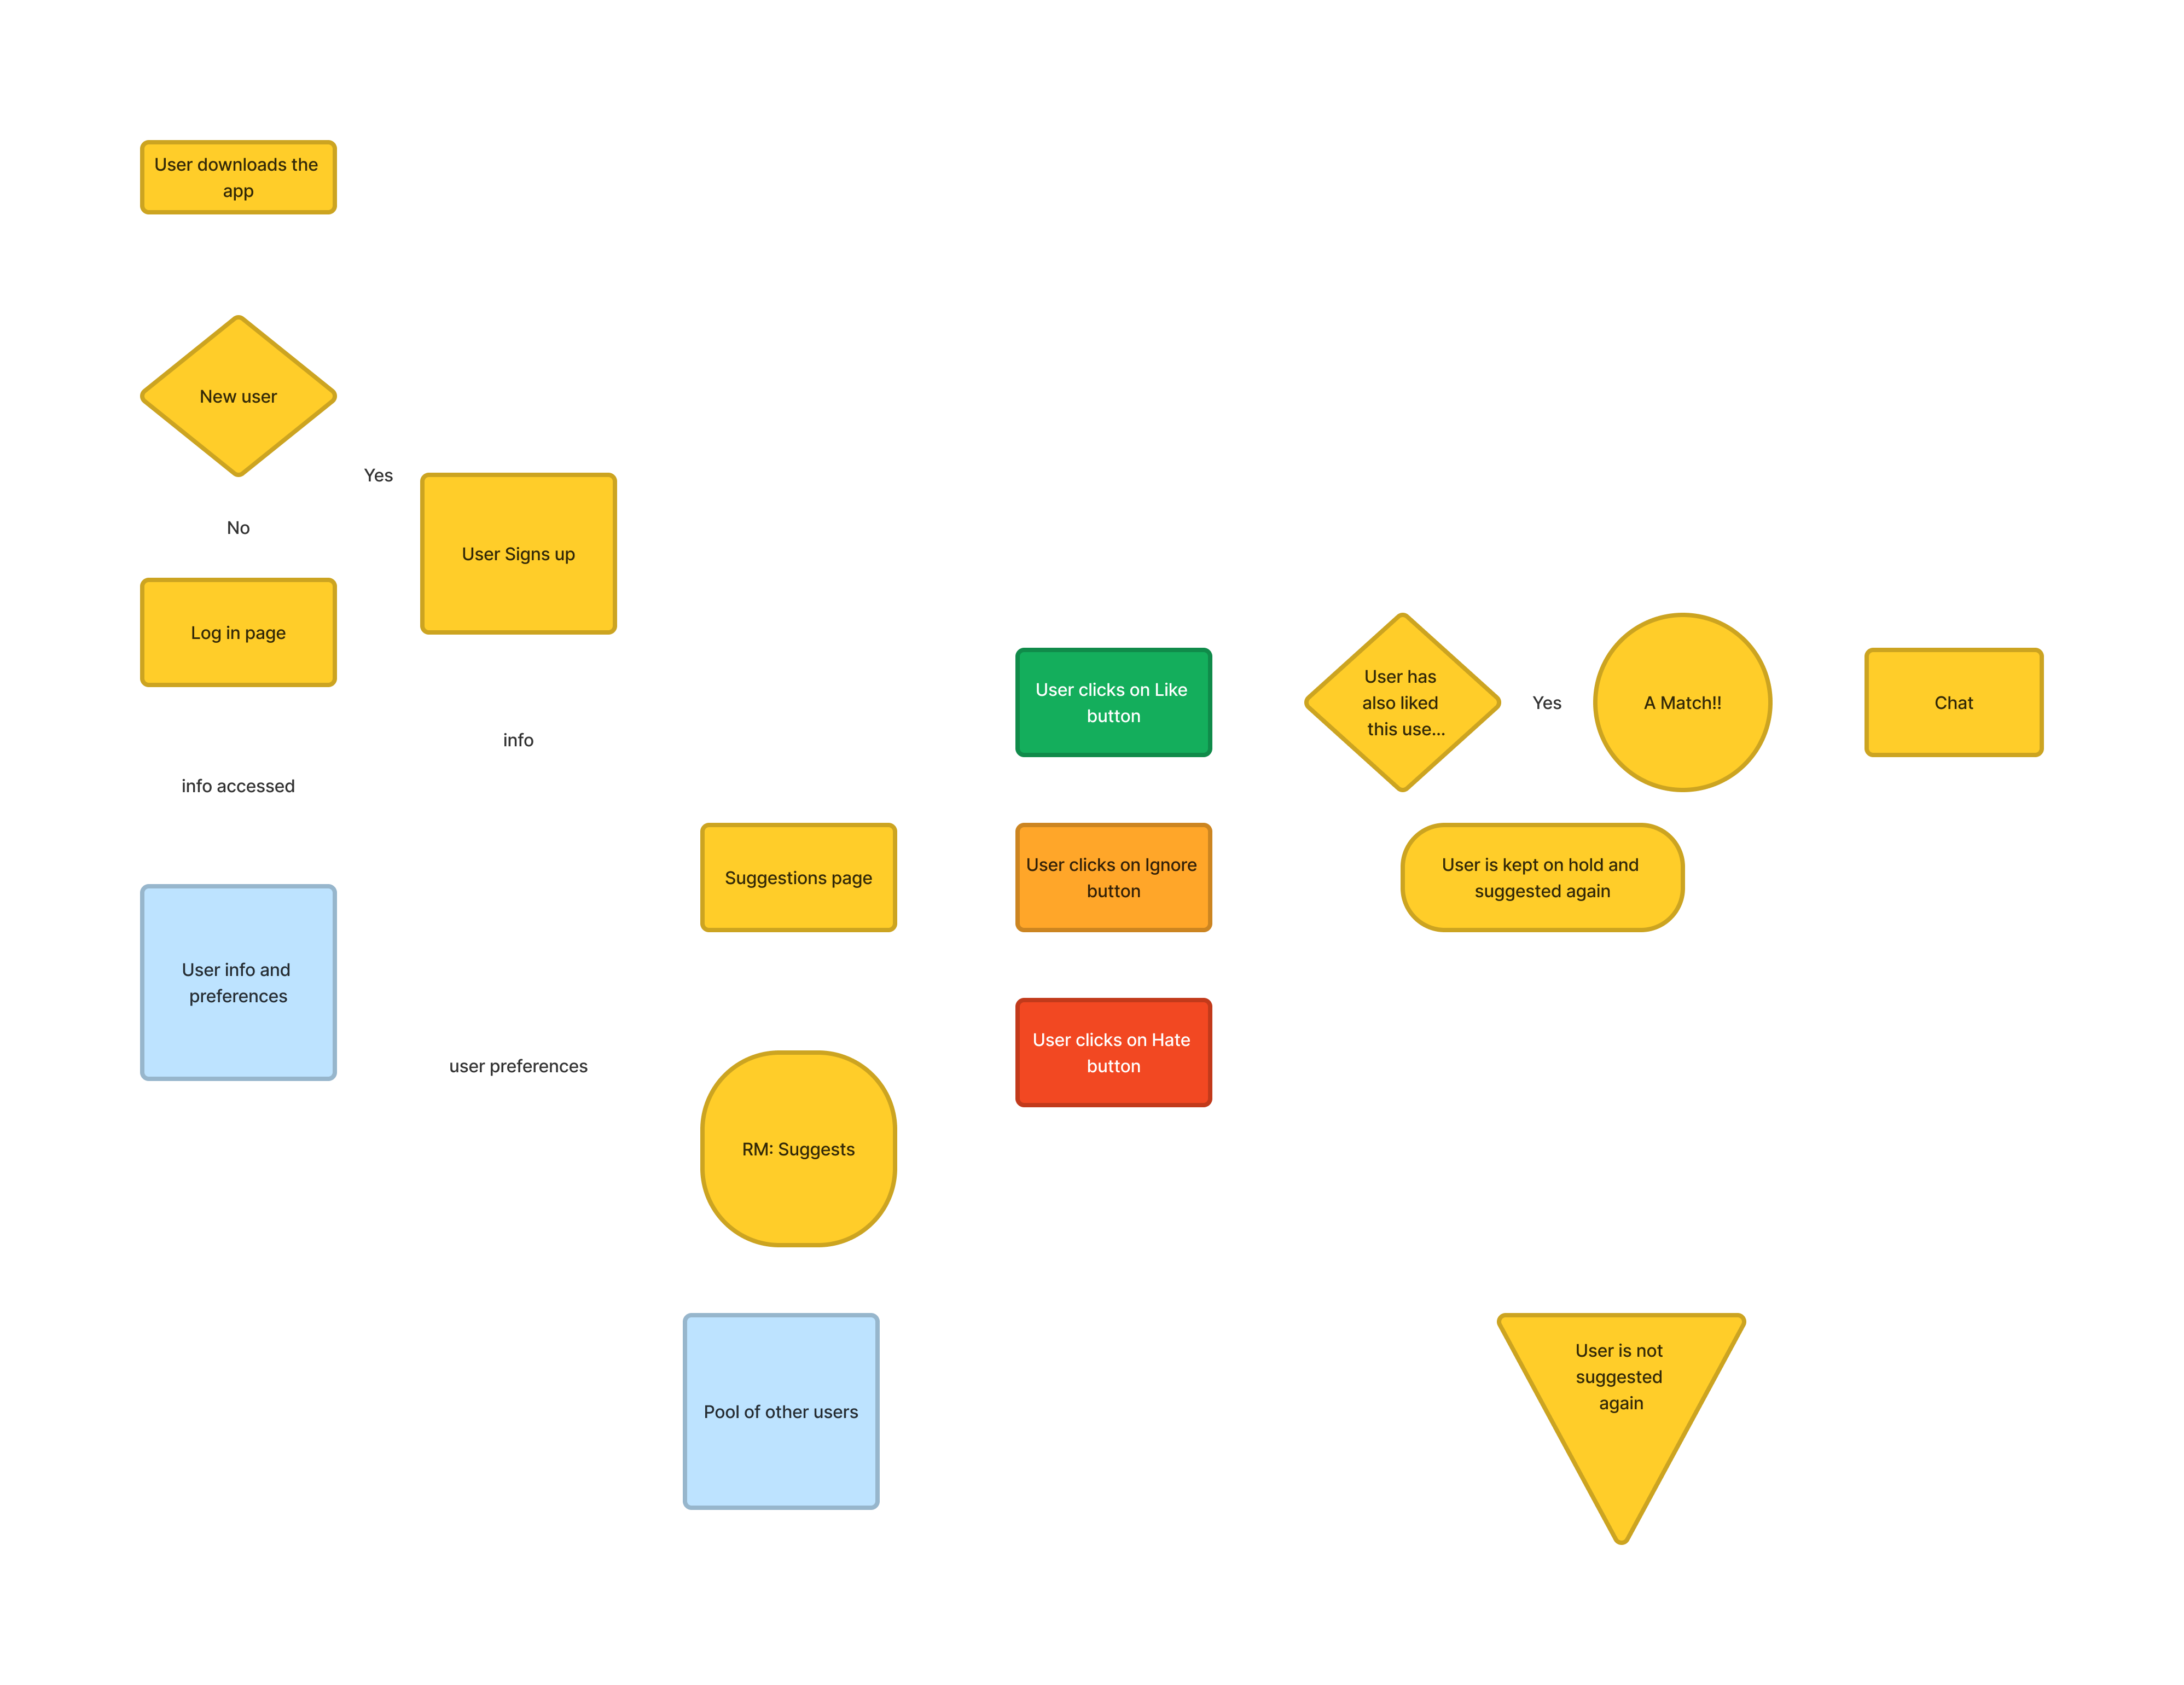 User downloads the
app
New user
Yes
No
User Signs up
Log in page
info
info accessed
User info and
preferences
user preferences
Suggestions page
RM: Suggests
Pool of other users
User clicks on Like
button
User clicks on Ignore
button
User clicks on Hate
button
User has
also liked
this use...
Yes
A Match!!
Chat
User is kept on hold and
suggested again
User is not
suggested
again